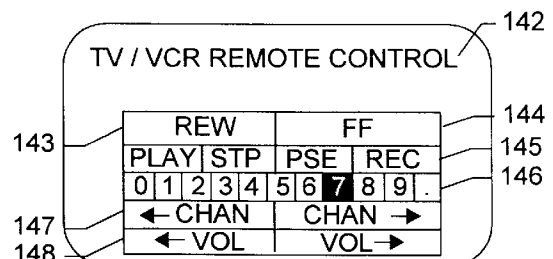 142
TV / VCR REMOTE CONTROL
143 REW FF 144
PLAY STP PSE REC 145
0 1 2 3 4 5 6 7 8 9 . 146
147 ← CHAN CHAN →
148 ← VOL VOL →